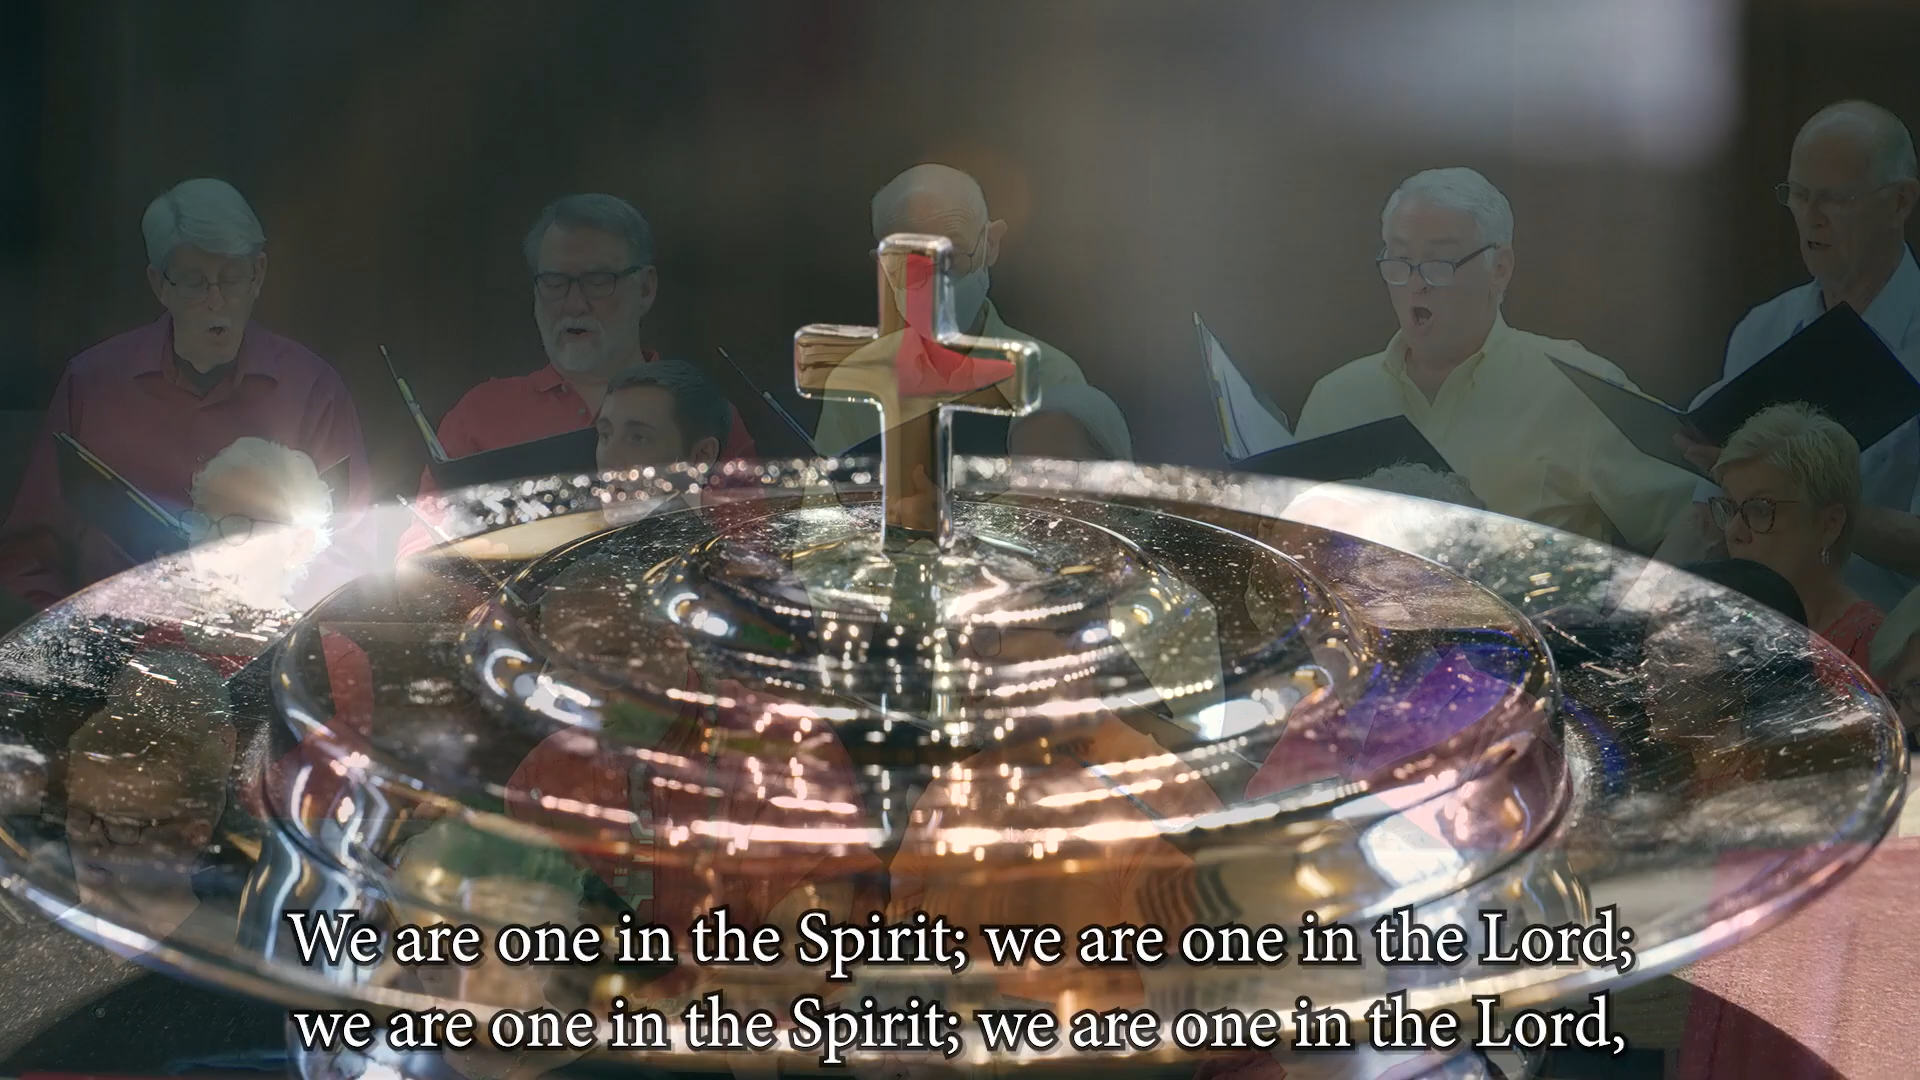 We are one in the Spirit; we are one in the Lord;
we are one in the Spirit; we are one in the Lord,